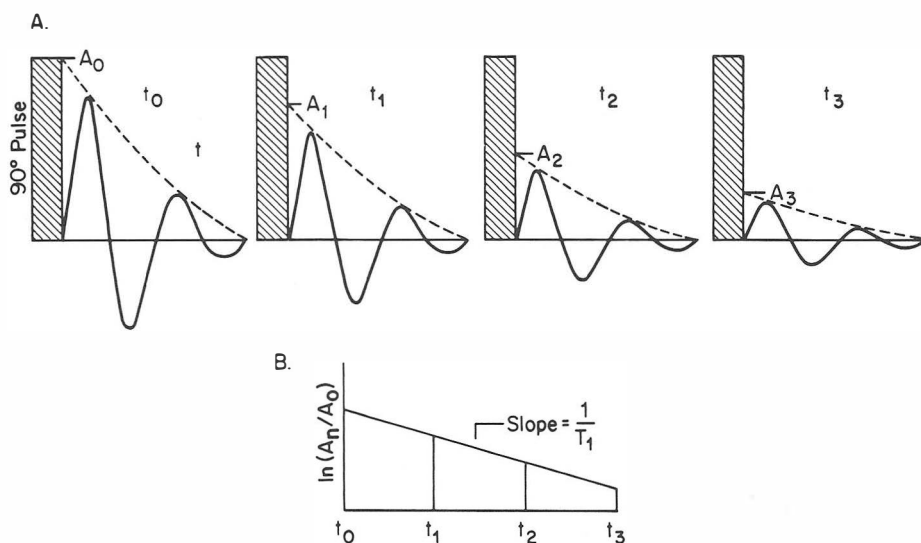 A.
90° Pulse
A₀
t₀
t
A₁
t₁
A₂
t₂
A₃
t₃
B.
ln (Aₙ/A₀)
Slope = 1/T₁
t₀ t₁ t₂ t₃